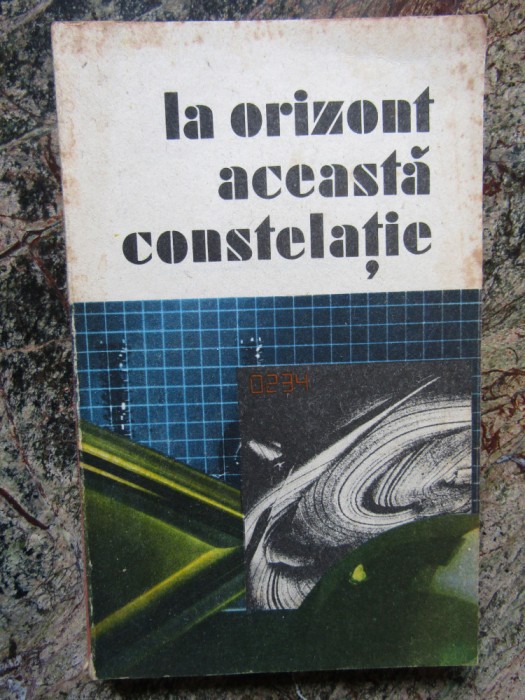 la orizont
această
constelație
0234